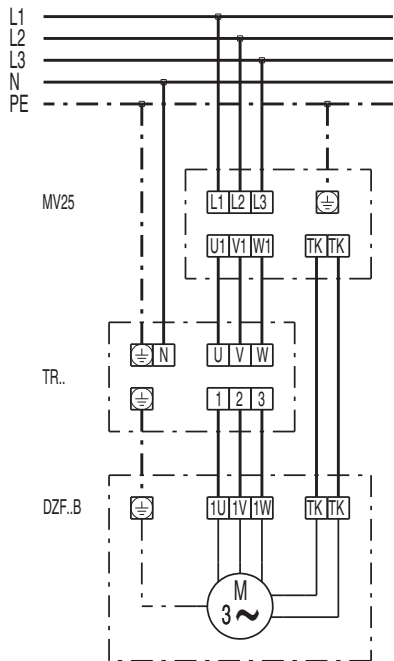 L1
L2
L3
N
PE
MV25
L1 L2 L3
U1 V1 W1 TK TK
TR..
N U V W
1 2 3
DZF..B
1U 1V 1W TK TK
M
3 ~